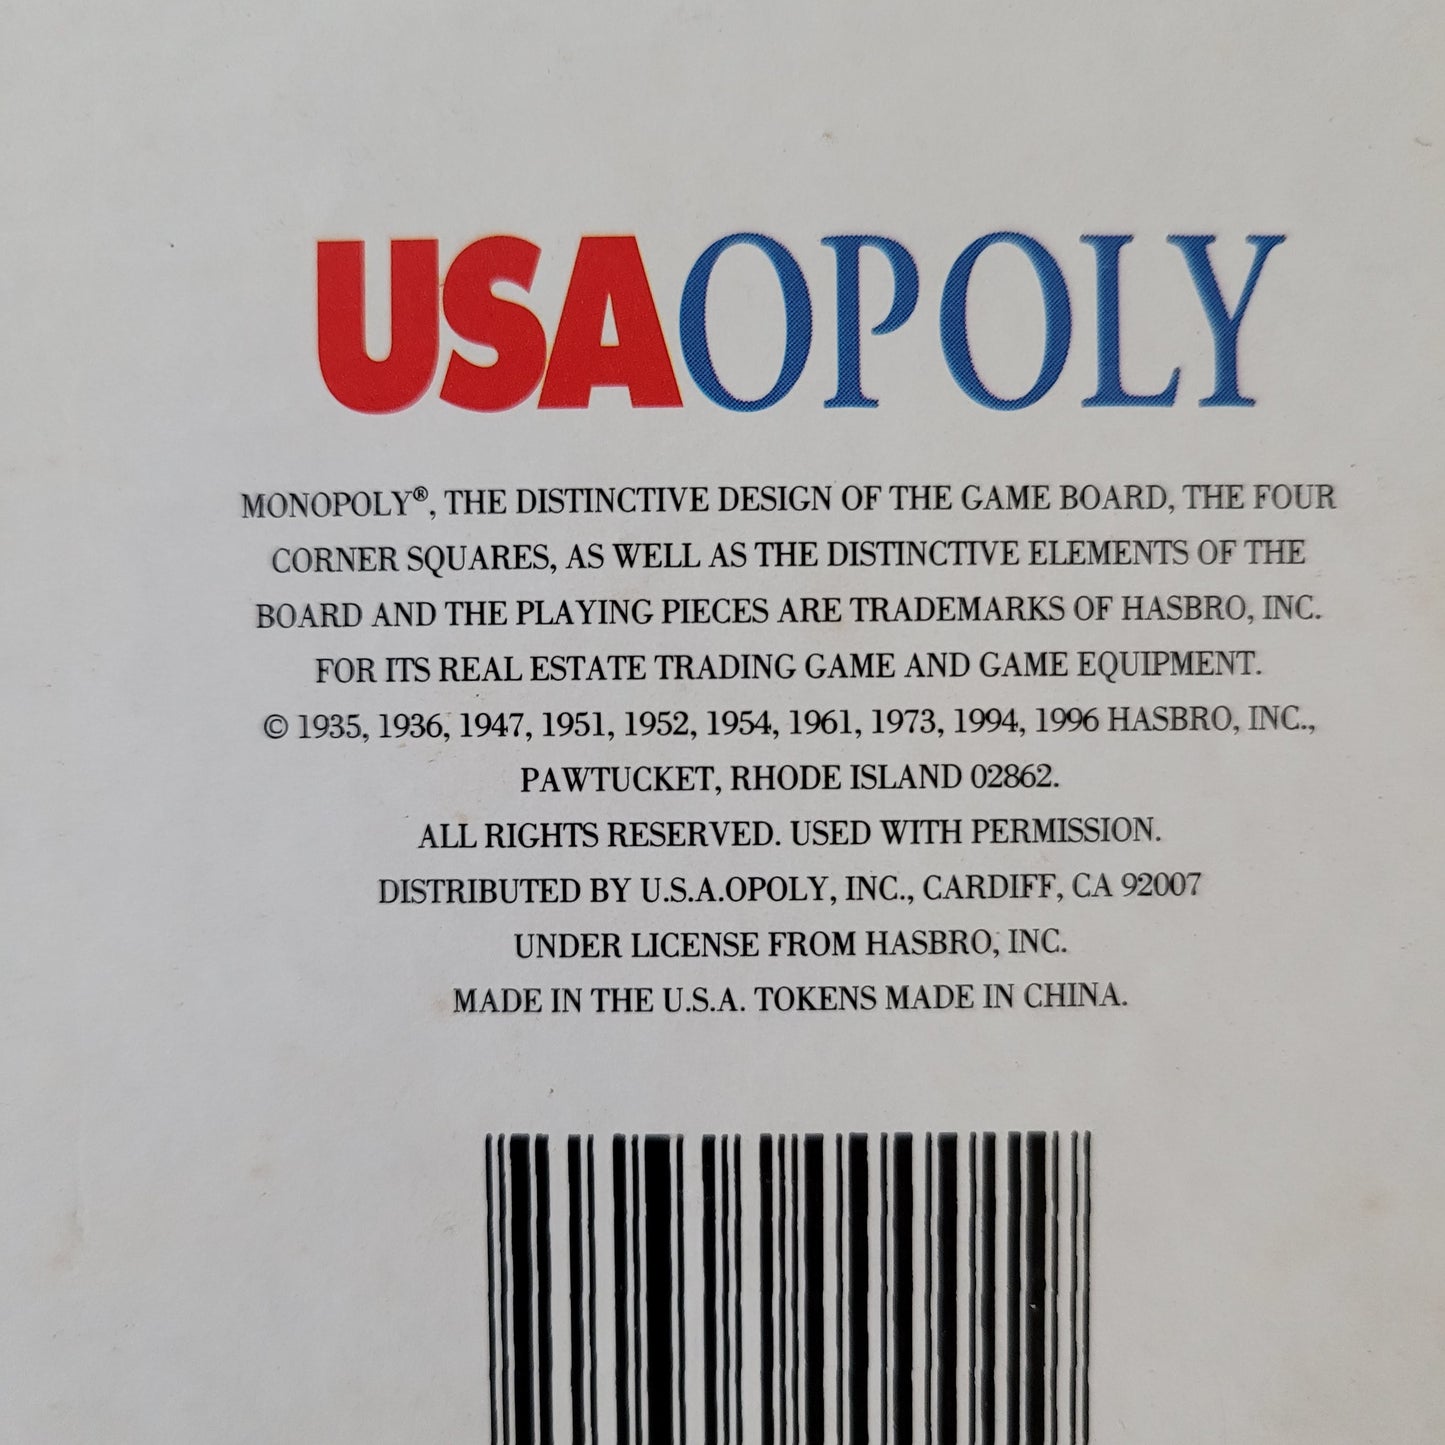 USAOPOLY
MONOPOLY®, THE DISTINCTIVE DESIGN OF THE GAME BOARD, THE FOUR
CORNER SQUARES, AS WELL AS THE DISTINCTIVE ELEMENTS OF THE
BOARD AND THE PLAYING PIECES ARE TRADEMARKS OF HASBRO, INC.
FOR ITS REAL ESTATE TRADING GAME AND GAME EQUIPMENT.
© 1935, 1936, 1947, 1951, 1952, 1954, 1961, 1973, 1994, 1996 HASBRO, INC.,
PAWTUCKET, RHODE ISLAND 02862.
ALL RIGHTS RESERVED. USED WITH PERMISSION.
DISTRIBUTED BY U.S.A.OPOLY, INC., CARDIFF, CA 92007
UNDER LICENSE FROM HASBRO, INC.
MADE IN THE U.S.A. TOKENS MADE IN CHINA.